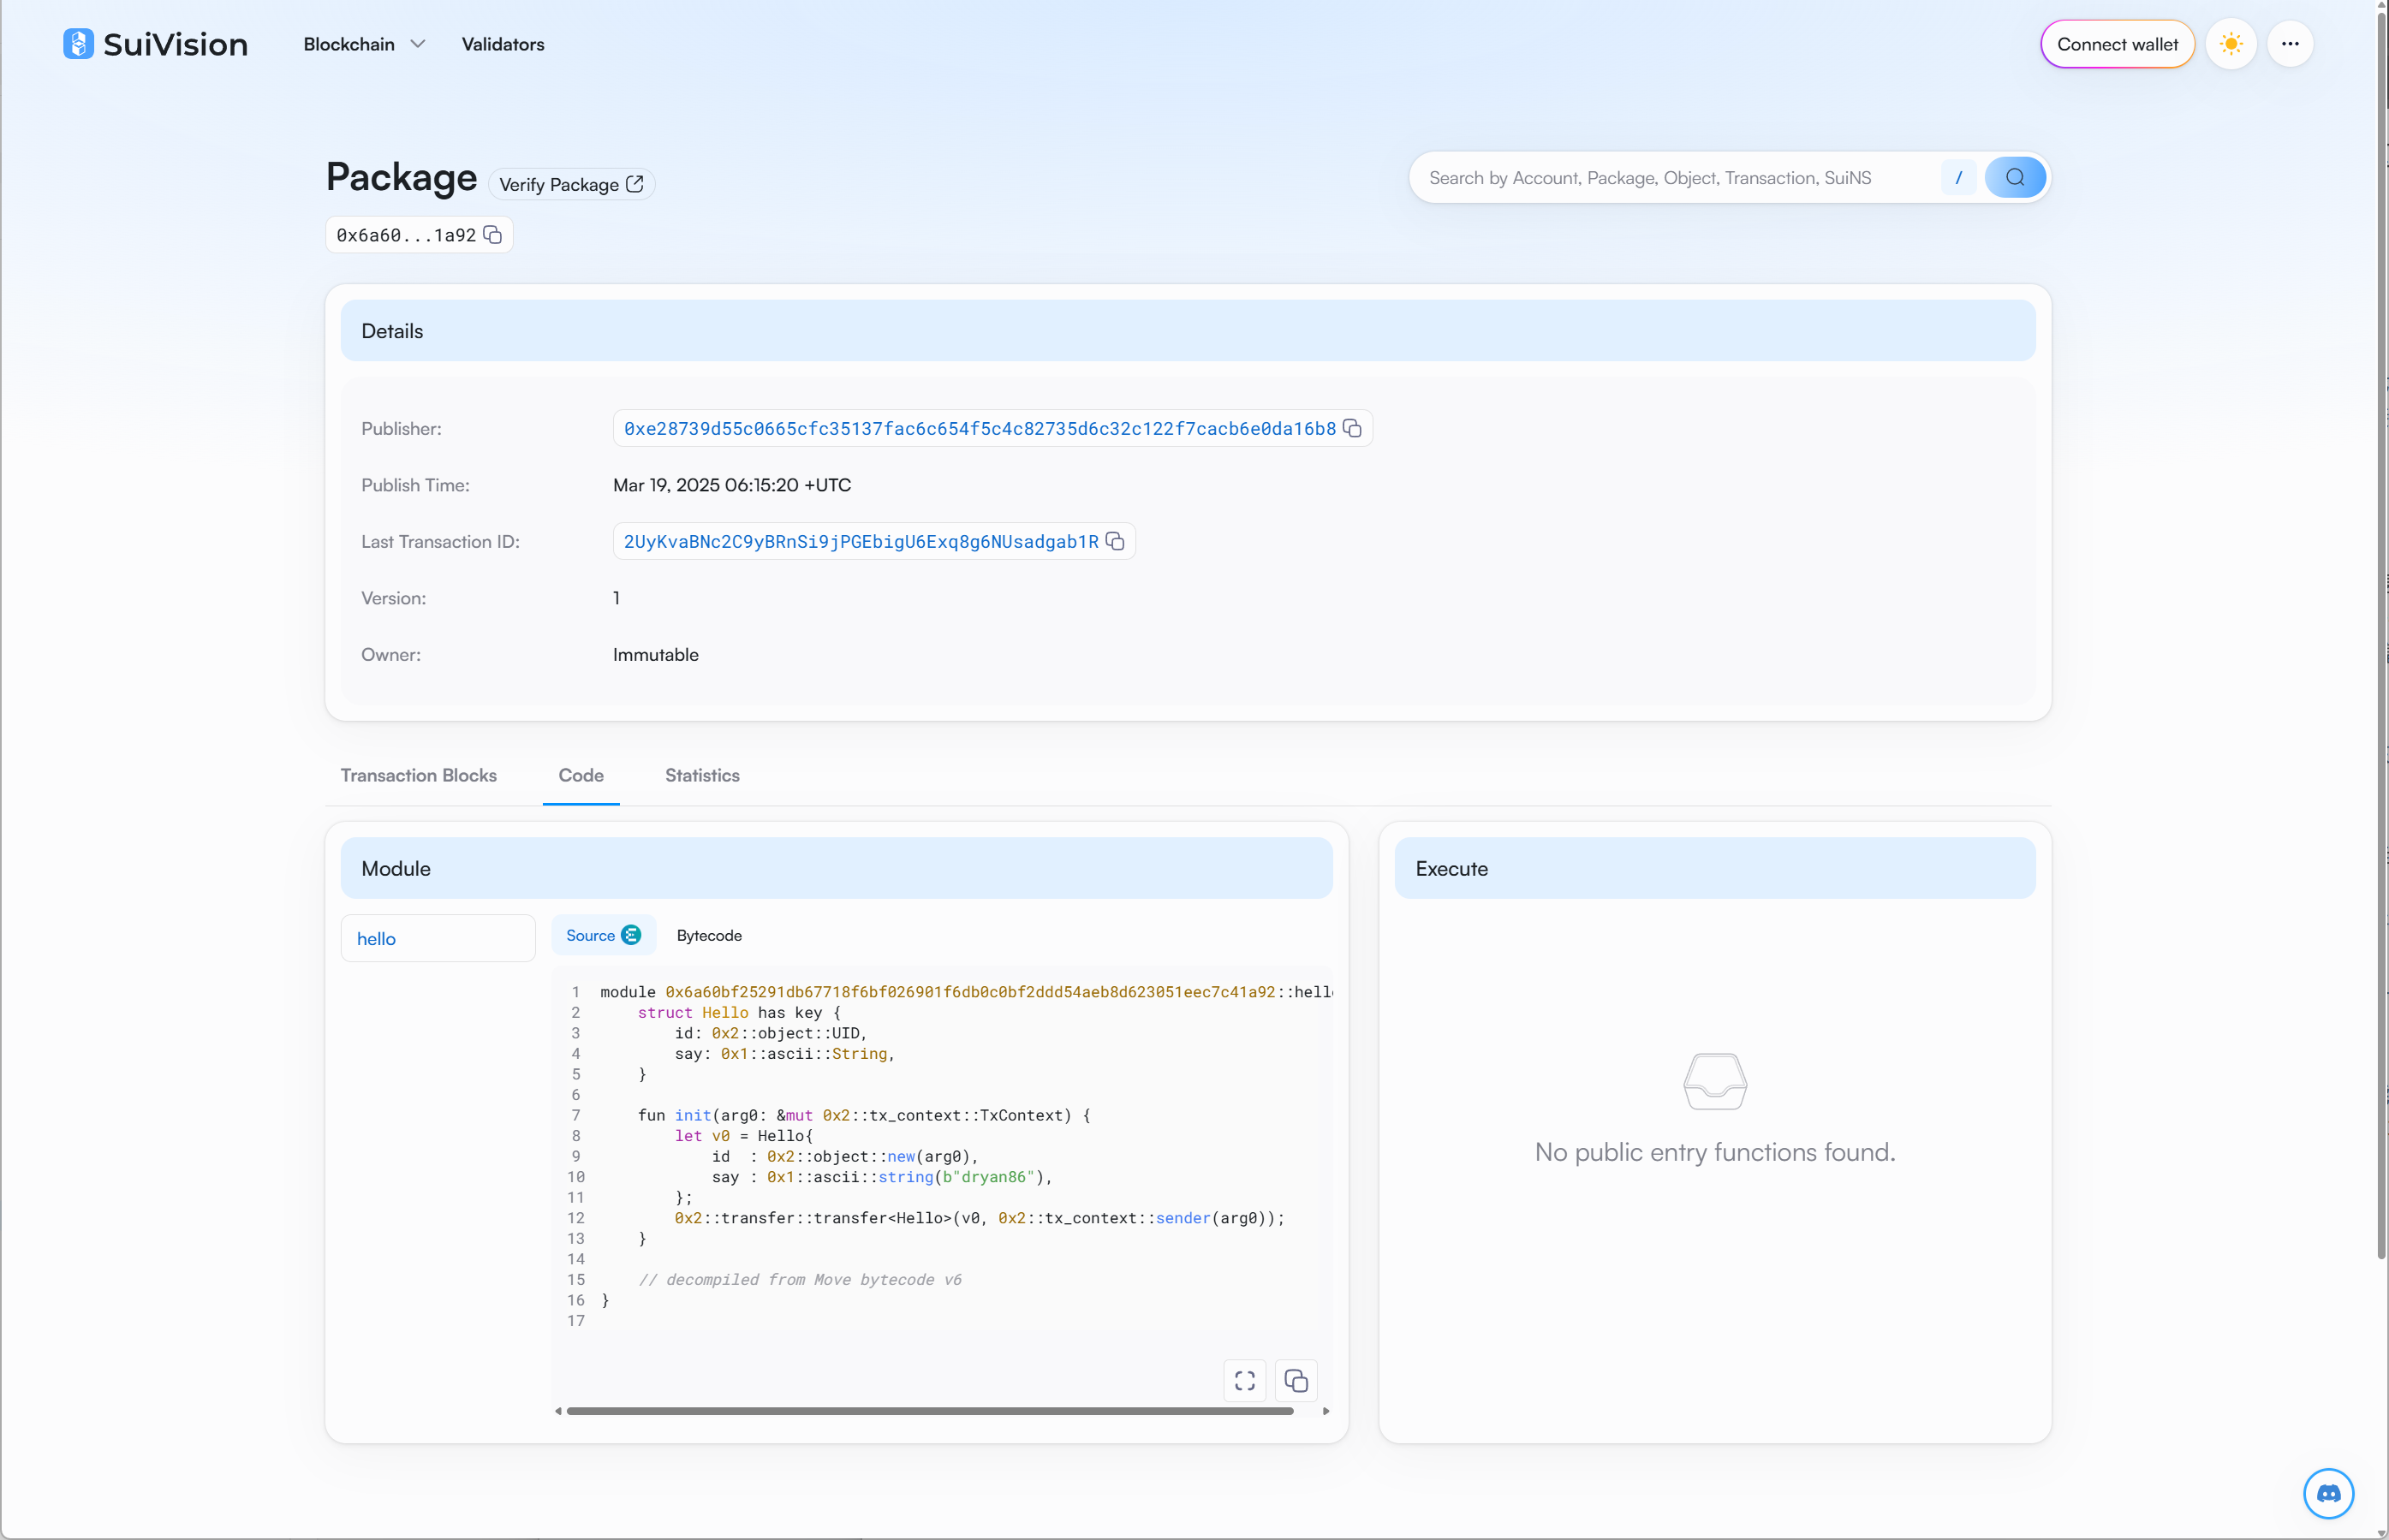 SuiVision
Blockchain
Validators
Connect wallet
Package
Verify Package
Search by Account, Package, Object, Transaction, SuiNS
/
0x6a60...1a92
Details
Publisher:
0xe28739d55c0665cfc35137fac6c654f5c4c82735d6c32c122f7cacb6e0da16b8
Publish Time:
Mar 19, 2025 06:15:20 +UTC
Last Transaction ID:
2UyKvaBNc2C9yBRnSi9jPGEbigU6Exq8g6NUsadgab1R
Version:
1
Owner:
Immutable
Transaction Blocks
Code
Statistics
Module
Execute
hello
Source
Bytecode
1 module 0x6a60bf25291db67718f6bf026901f6db0c0bf2ddd54aeb8d623051eec7c41a92::hell
2 struct Hello has key {
3 id: 0x2::object::UID,
4 say: 0x1::ascii::String,
5 }
6
7 fun init(arg0: &mut 0x2::tx_context::TxContext) {
8 let v0 = Hello{
9 id  : 0x2::object::new(arg0),
10 say : 0x1::ascii::string(b"dryan86"),
11 };
12 0x2::transfer::transfer<Hello>(v0, 0x2::tx_context::sender(arg0));
13 }
14
15 // decompiled from Move bytecode v6
16 }
17
No public entry functions found.